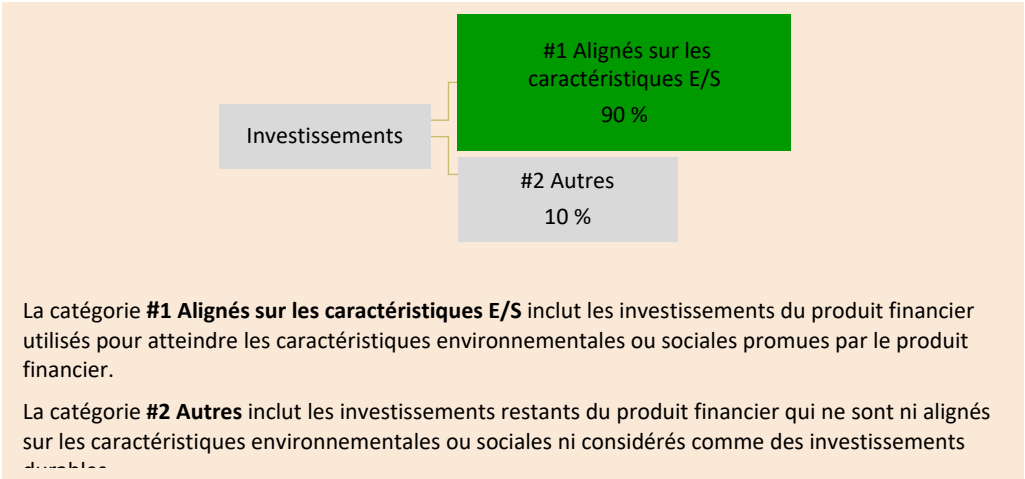 #1 Alignés sur les
caractéristiques E/S
90 %
Investissements
#2 Autres
10 %
La catégorie #1 Alignés sur les caractéristiques E/S inclut les investissements du produit financier
utilisés pour atteindre les caractéristiques environnementales ou sociales promues par le produit
financier.
La catégorie #2 Autres inclut les investissements restants du produit financier qui ne sont ni alignés
sur les caractéristiques environnementales ou sociales ni considérés comme des investissements